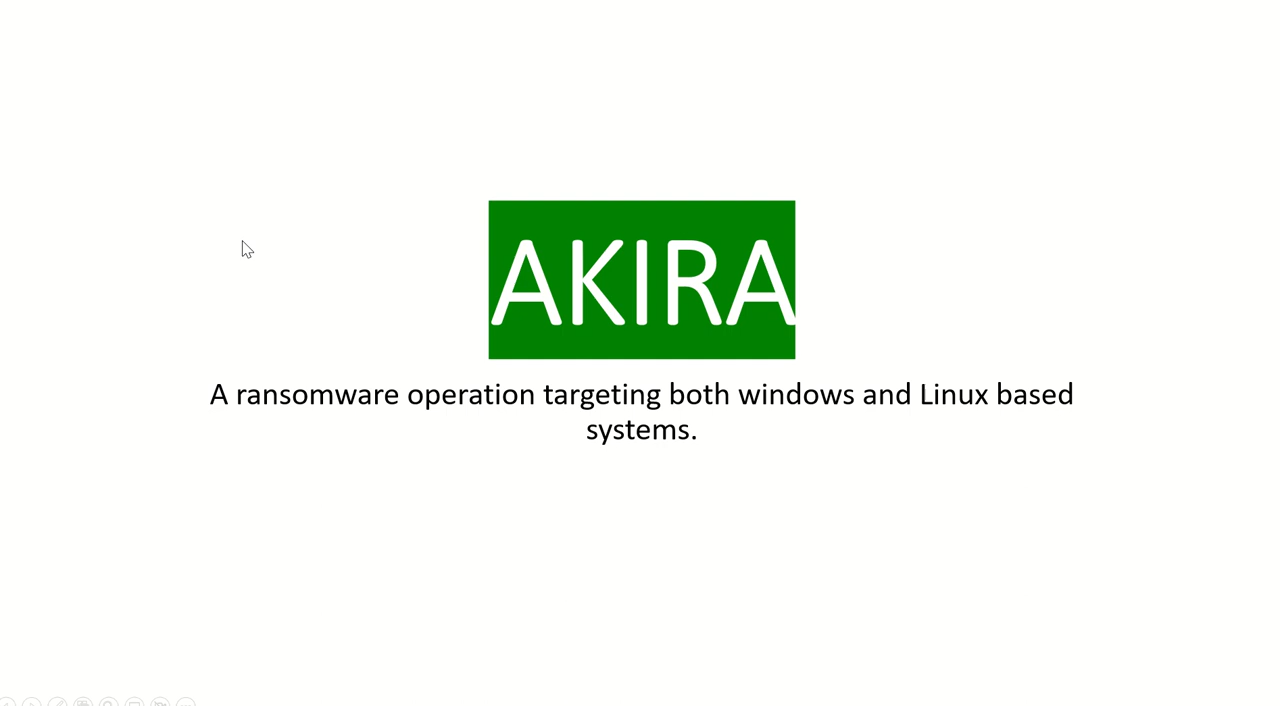 AKIRA
A ransomware operation targeting both windows and Linux based
systems.